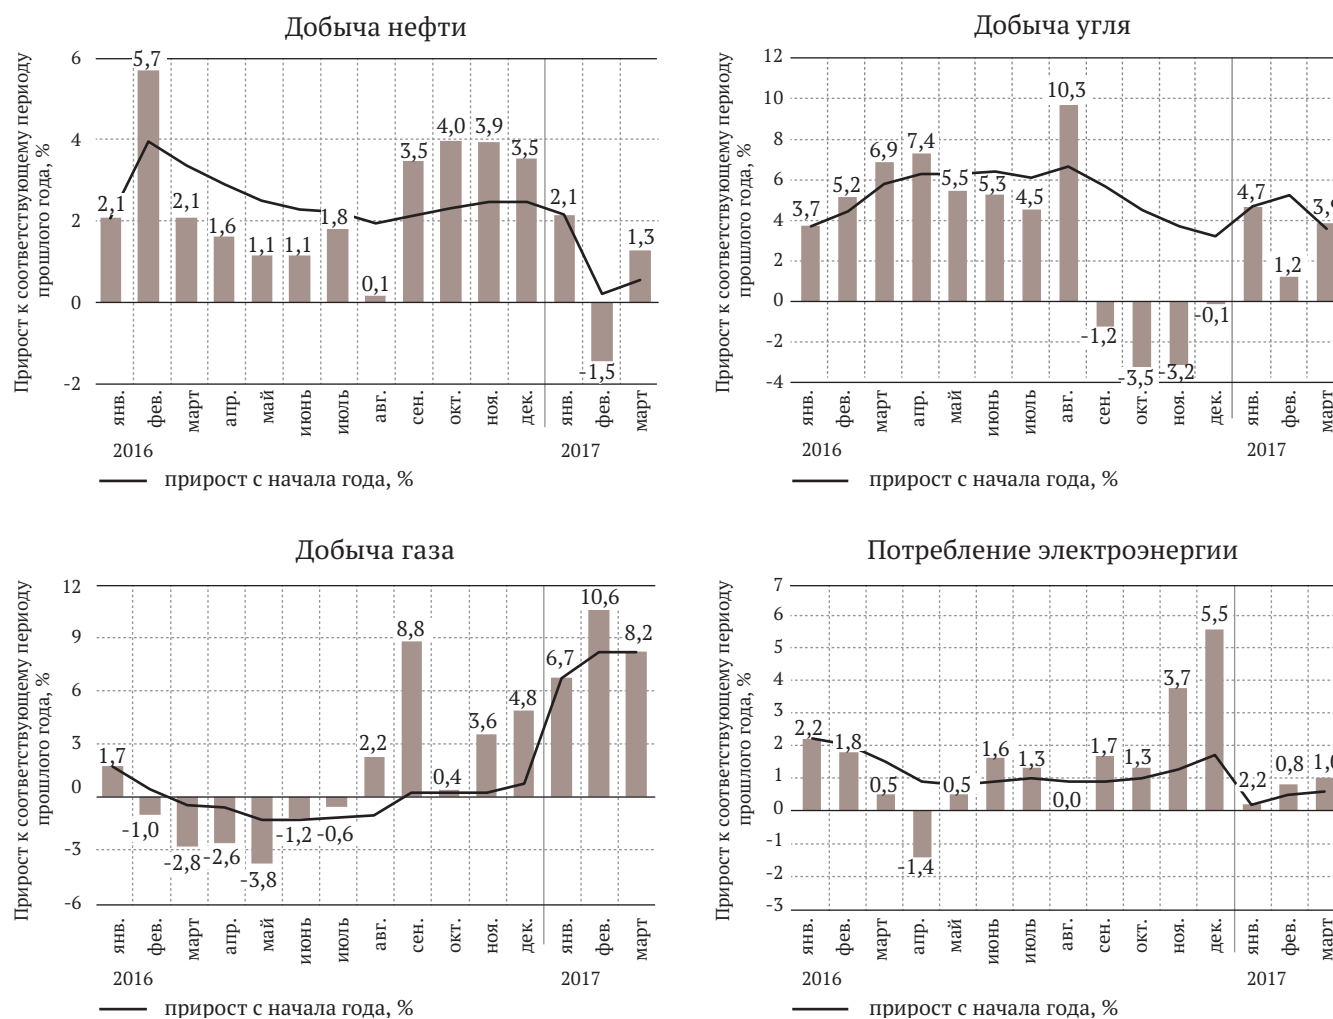 Добыча нефти
Прирост к соответствующему периоду
прошлого года, %
6
4
2
0
-2
2,1
5,7
2,1
1,6
1,1
1,1
1,8
0,1
3,5
4,0
3,9
3,5
2,1
-1,5
1,3
янв.
фев.
март
апр.
май
июнь
июль
авг.
сен.
окт.
ноя.
дек.
янв.
фев.
март
2016
2017
прирост с начала года, %
Добыча угля
Прирост к соответствующему периоду
прошлого года, %
12
10
8
6
4
2
0
-2
-4
3,7
5,2
6,9
7,4
5,5
5,3
4,5
10,3
-1,2
-3,5
-3,2
-0,1
4,7
1,2
3,9
янв.
фев.
март
апр.
май
июнь
июль
авг.
сен.
окт.
ноя.
дек.
янв.
фев.
март
2016
2017
прирост с начала года, %
Добыча газа
Прирост к соответствующему периоду
прошлого года, %
12
9
6
3
0
-3
-6
1,7
-1,0
-2,8
-2,6
-3,8
-1,2
-0,6
2,2
8,8
0,4
3,6
4,8
6,7
10,6
8,2
янв.
фев.
март
апр.
май
июнь
июль
авг.
сен.
окт.
ноя.
дек.
янв.
фев.
март
2016
2017
прирост с начала года, %
Потребление электроэнергии
Прирост к соответствующему периоду
прошлого года, %
7
6
5
4
3
2
1
0
-1
-2
-3
2,2
1,8
0,5
-1,4
0,5
1,6
1,3
0,0
1,7
1,3
3,7
5,5
2,2
0,8
1,0
янв.
фев.
март
апр.
май
июнь
июль
авг.
сен.
окт.
ноя.
дек.
янв.
фев.
март
2016
2017
прирост с начала года, %